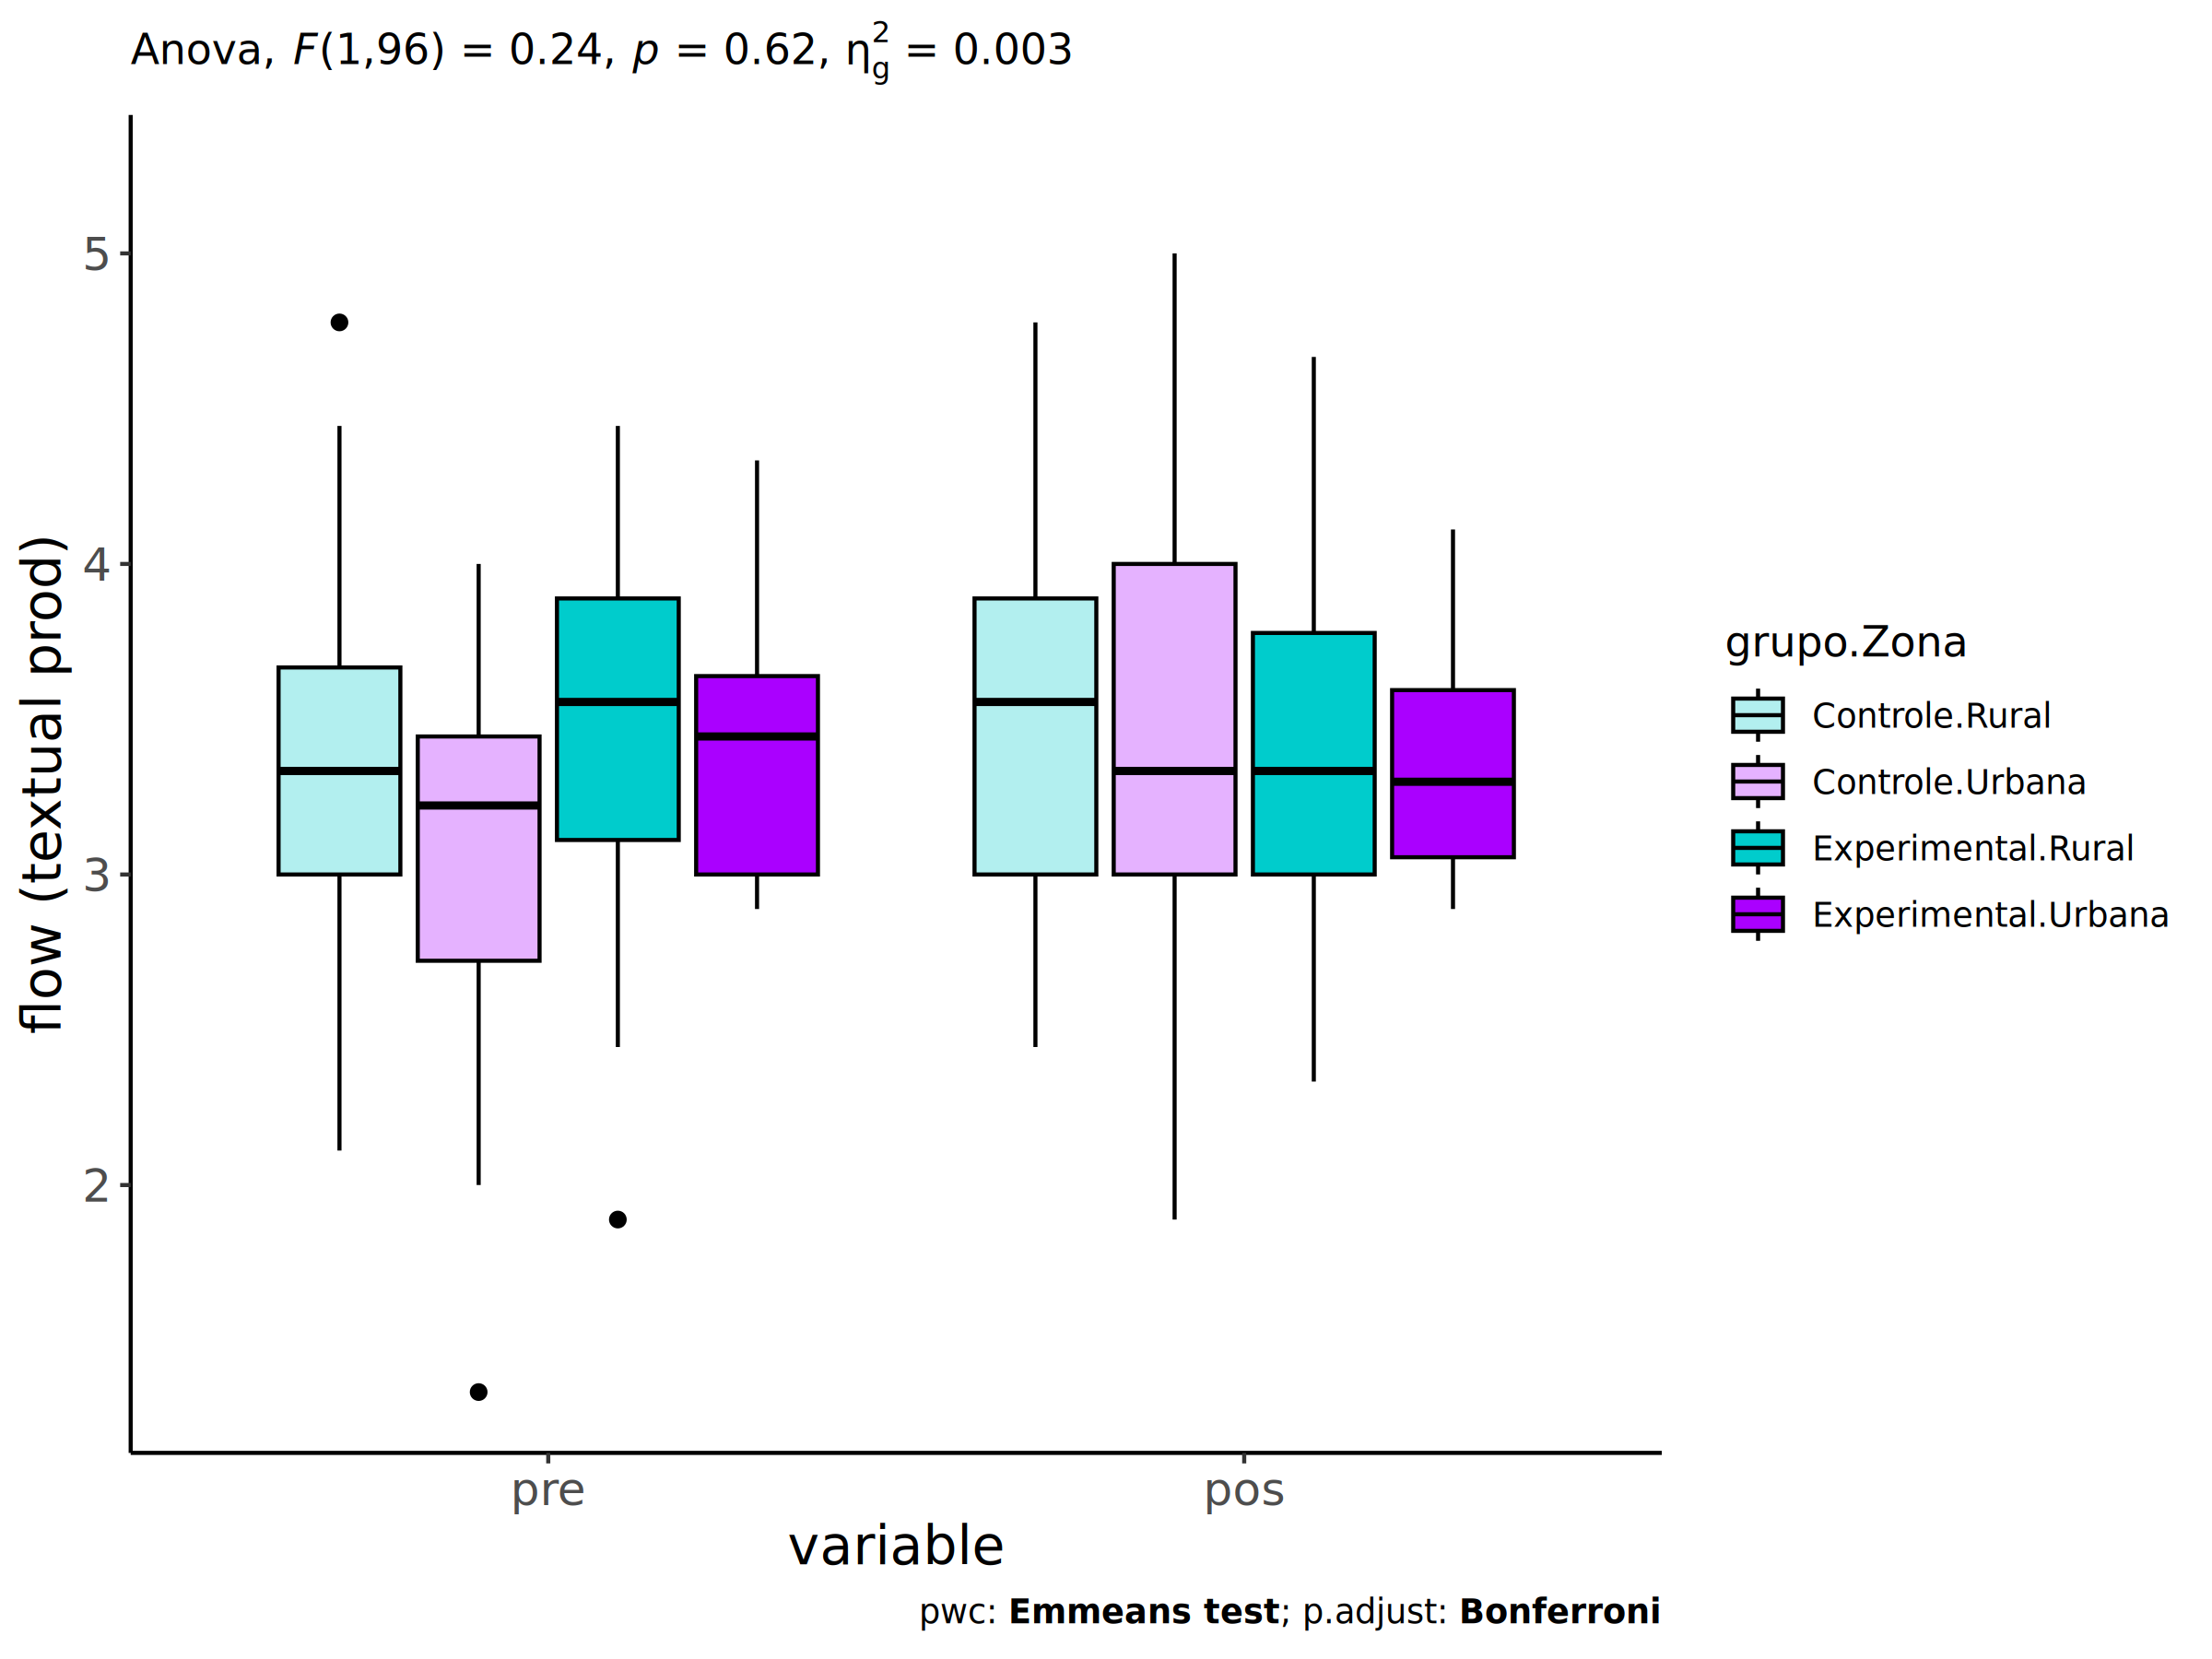 Anova, F(1,96) = 0.24, p = 0.62, η²g = 0.003
5
4
3
2
flow (textual prod)
pre pos
variable
pwc: Emmeans test; p.adjust: Bonferroni
grupo.Zona
Controle.Rural
Controle.Urbana
Experimental.Rural
Experimental.Urbana